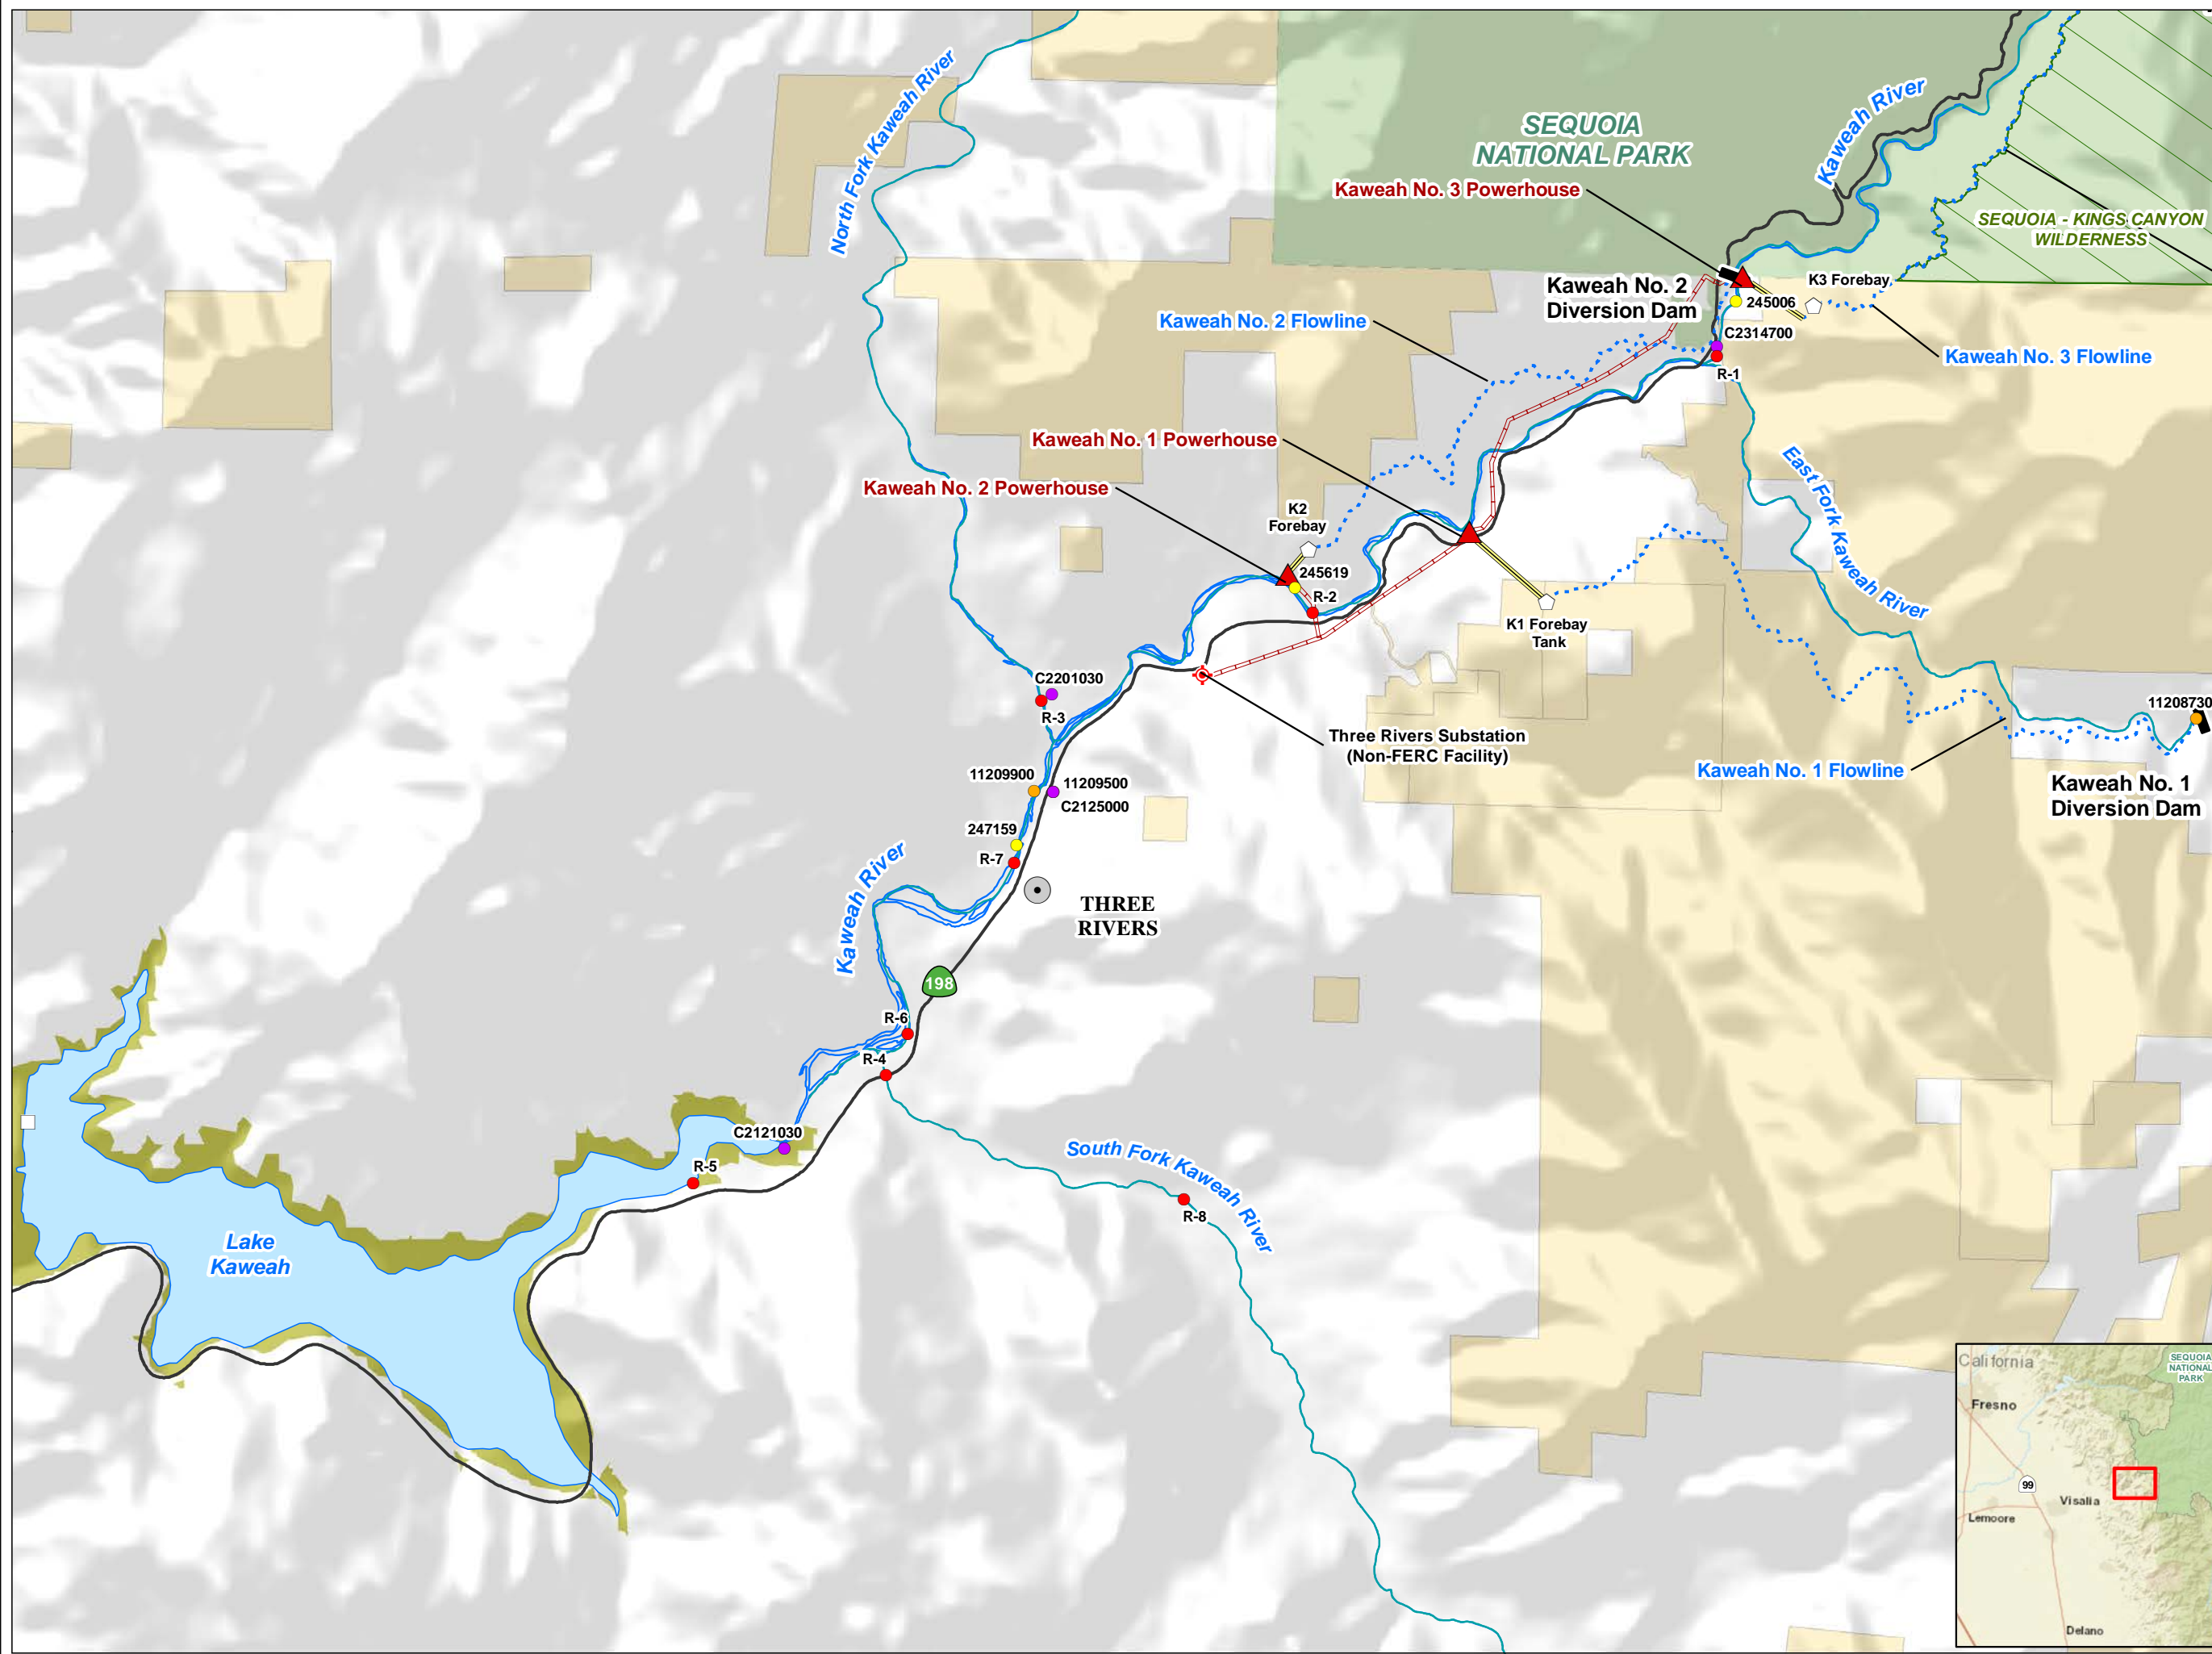 North Fork Kaweah River
SEQUOIA
NATIONAL PARK
Kaweah River
Kaweah No. 3 Powerhouse
SEQUOIA - KINGS CANYON
WILDERNESS
Kaweah No. 2
Diversion Dam
K3 Forebay
245006
Kaweah No. 2 Flowline
C2314700
Kaweah No. 3 Flowline
R-1
Kaweah No. 1 Powerhouse
East Fork Kaweah River
Kaweah No. 2 Powerhouse
K2
Forebay
245619
R-2
K1 Forebay
Tank
C2201030
R-3
11208730
Three Rivers Substation
(Non-FERC Facility)
Kaweah No. 1 Flowline
11209900
11209500
C2125000
Kaweah No. 1
Diversion Dam
247159
R-7
Kaweah River
THREE
RIVERS
198
R-6
R-4
C2121030
R-5
South Fork Kaweah River
R-8
Lake
Kaweah
California
SEQUOIA
NATIONAL
PARK
Fresno
99
Visalia
Lemoore
Delano